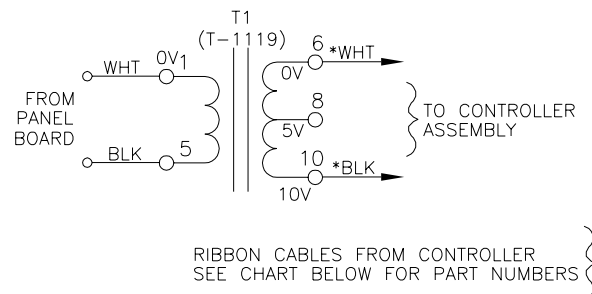 T1
(T-1119)
WHT 0V 1
6 *WHT
0V
FROM
PANEL
BOARD
8
5V
TO CONTROLLER
ASSEMBLY
BLK 5
10 *BLK
10V
RIBBON CABLES FROM CONTROLLER
SEE CHART BELOW FOR PART NUMBERS